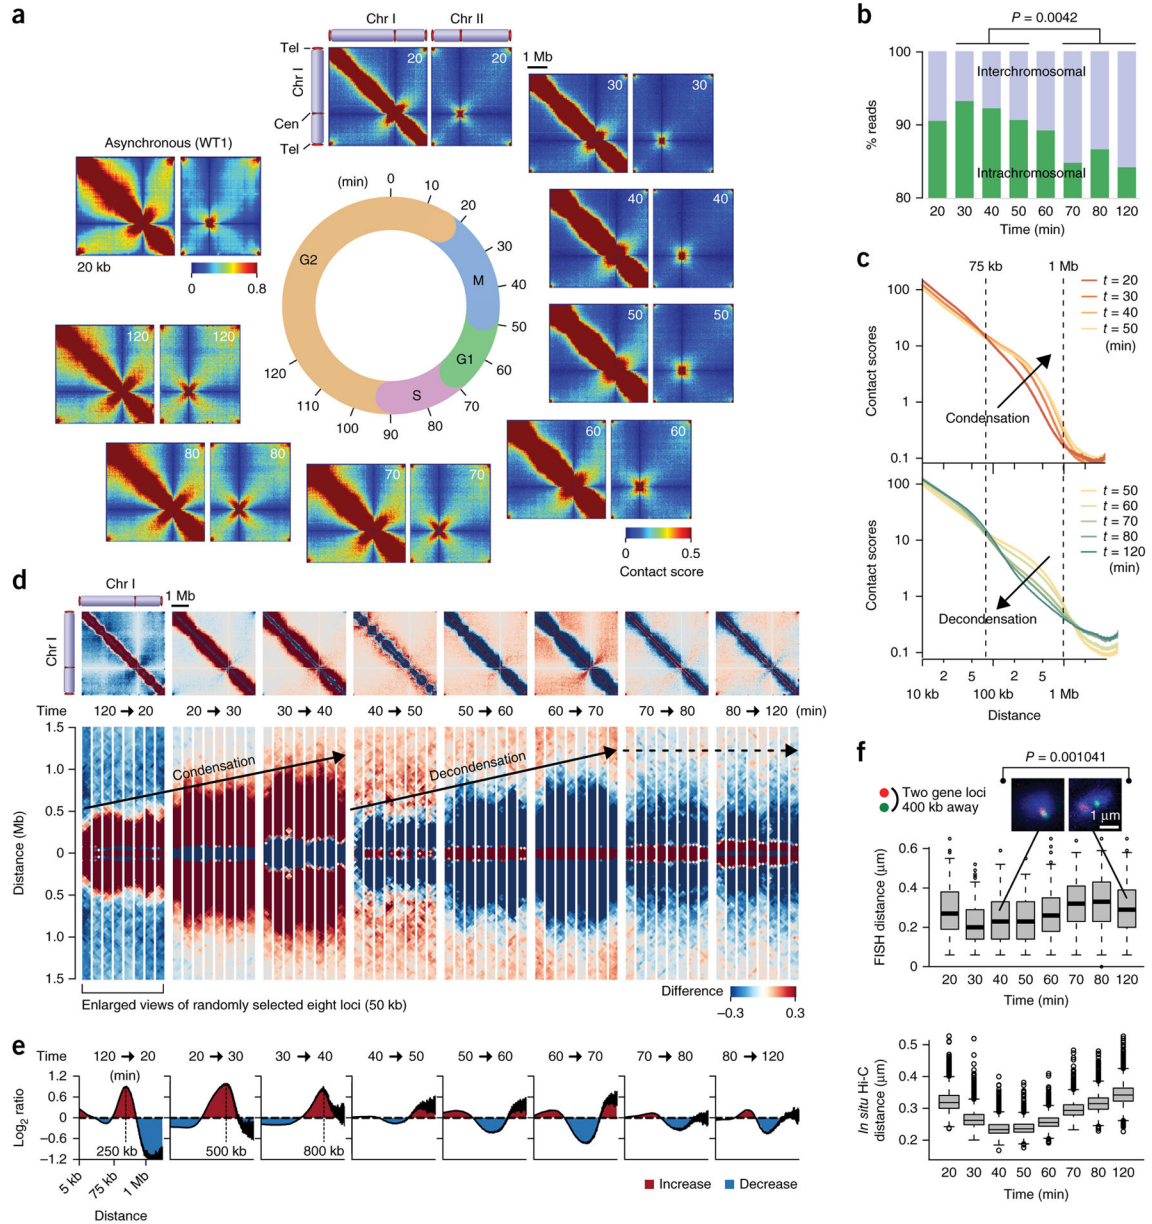 a
Chr I
Chr II
Tel
Chr I
Cen
Tel
20
20
1 Mb
30
30
Asynchronous (WT1)
20 kb
0
0.8
40
40
50
50
60
60
70
70
80
80
120
120
0
0.5
Contact score
(min)
0
10
20
30
40
50
60
70
80
90
100
110
120
G2
M
G1
S
b
P = 0.0042
100
90
80
% reads
Interchromosomal
Intrachromosomal
20 30 40 50 60 70 80 120
Time (min)
c
75 kb
1 Mb
100
10
1
0.1
Contact scores
t = 20
t = 30
t = 40
t = 50
(min)
Condensation
100
10
1
0.1
Contact scores
t = 50
t = 60
t = 70
t = 80
t = 120
(min)
Decondensation
2 5 2 5
10 kb 100 kb 1 Mb
Distance
d
Chr I
1 Mb
Chr I
Time 120 → 20 20 → 30 30 → 40 40 → 50 50 → 60 60 → 70 70 → 80 80 → 120 (min)
1.5
1.0
0.5
0
0.5
1.0
1.5
Distance (Mb)
Condensation
Decondensation
Enlarged views of randomly selected eight loci (50 kb)
Difference
−0.3
0.3
e
Time 120 → 20 20 → 30 30 → 40 40 → 50 50 → 60 60 → 70 70 → 80 80 → 120
(min)
1.2
0.6
0
−0.6
−1.2
Log2 ratio
250 kb
500 kb
800 kb
5 kb
75 kb
1 Mb
Distance
Increase
Decrease
f
P = 0.001041
Two gene loci
400 kb away
1 μm
0.6
0.4
0.2
0
FISH distance (μm)
20 30 40 50 60 70 80 120
Time (min)
0.5
0.4
0.3
0.2
In situ Hi-C
distance (μm)
20 30 40 50 60 70 80 120
Time (min)